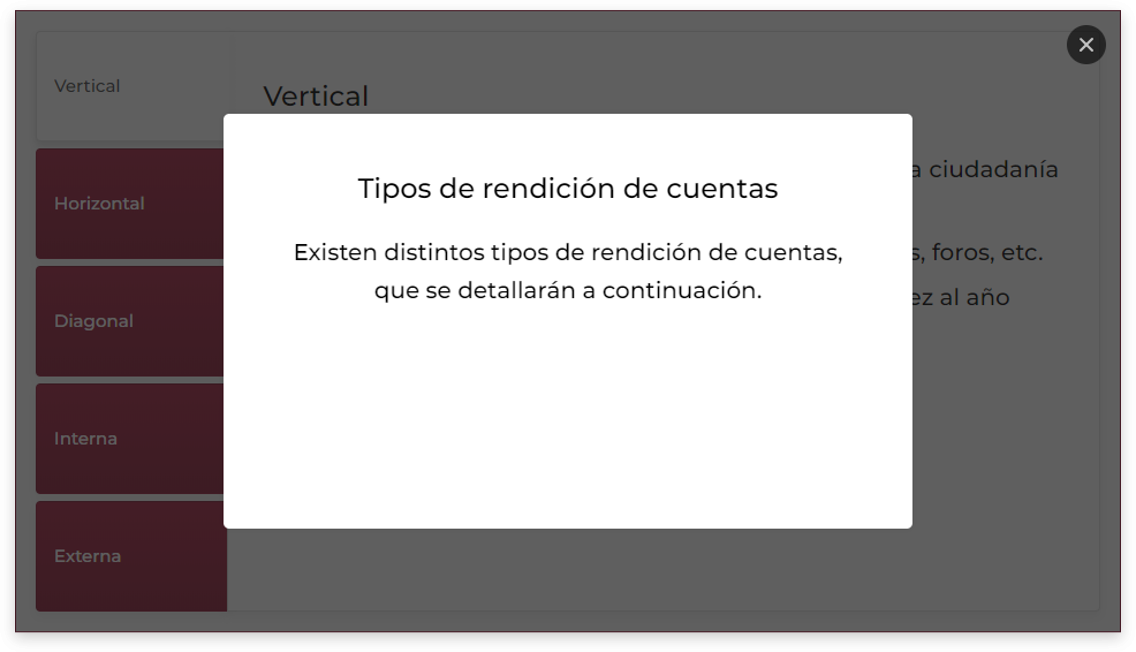 Vertical
Horizontal
Diagonal
Interna
Externa
Vertical
Tipos de rendición de cuentas
Existen distintos tipos de rendición de cuentas,
que se detallarán a continuación.
ciudadanía
foros, etc.
al año